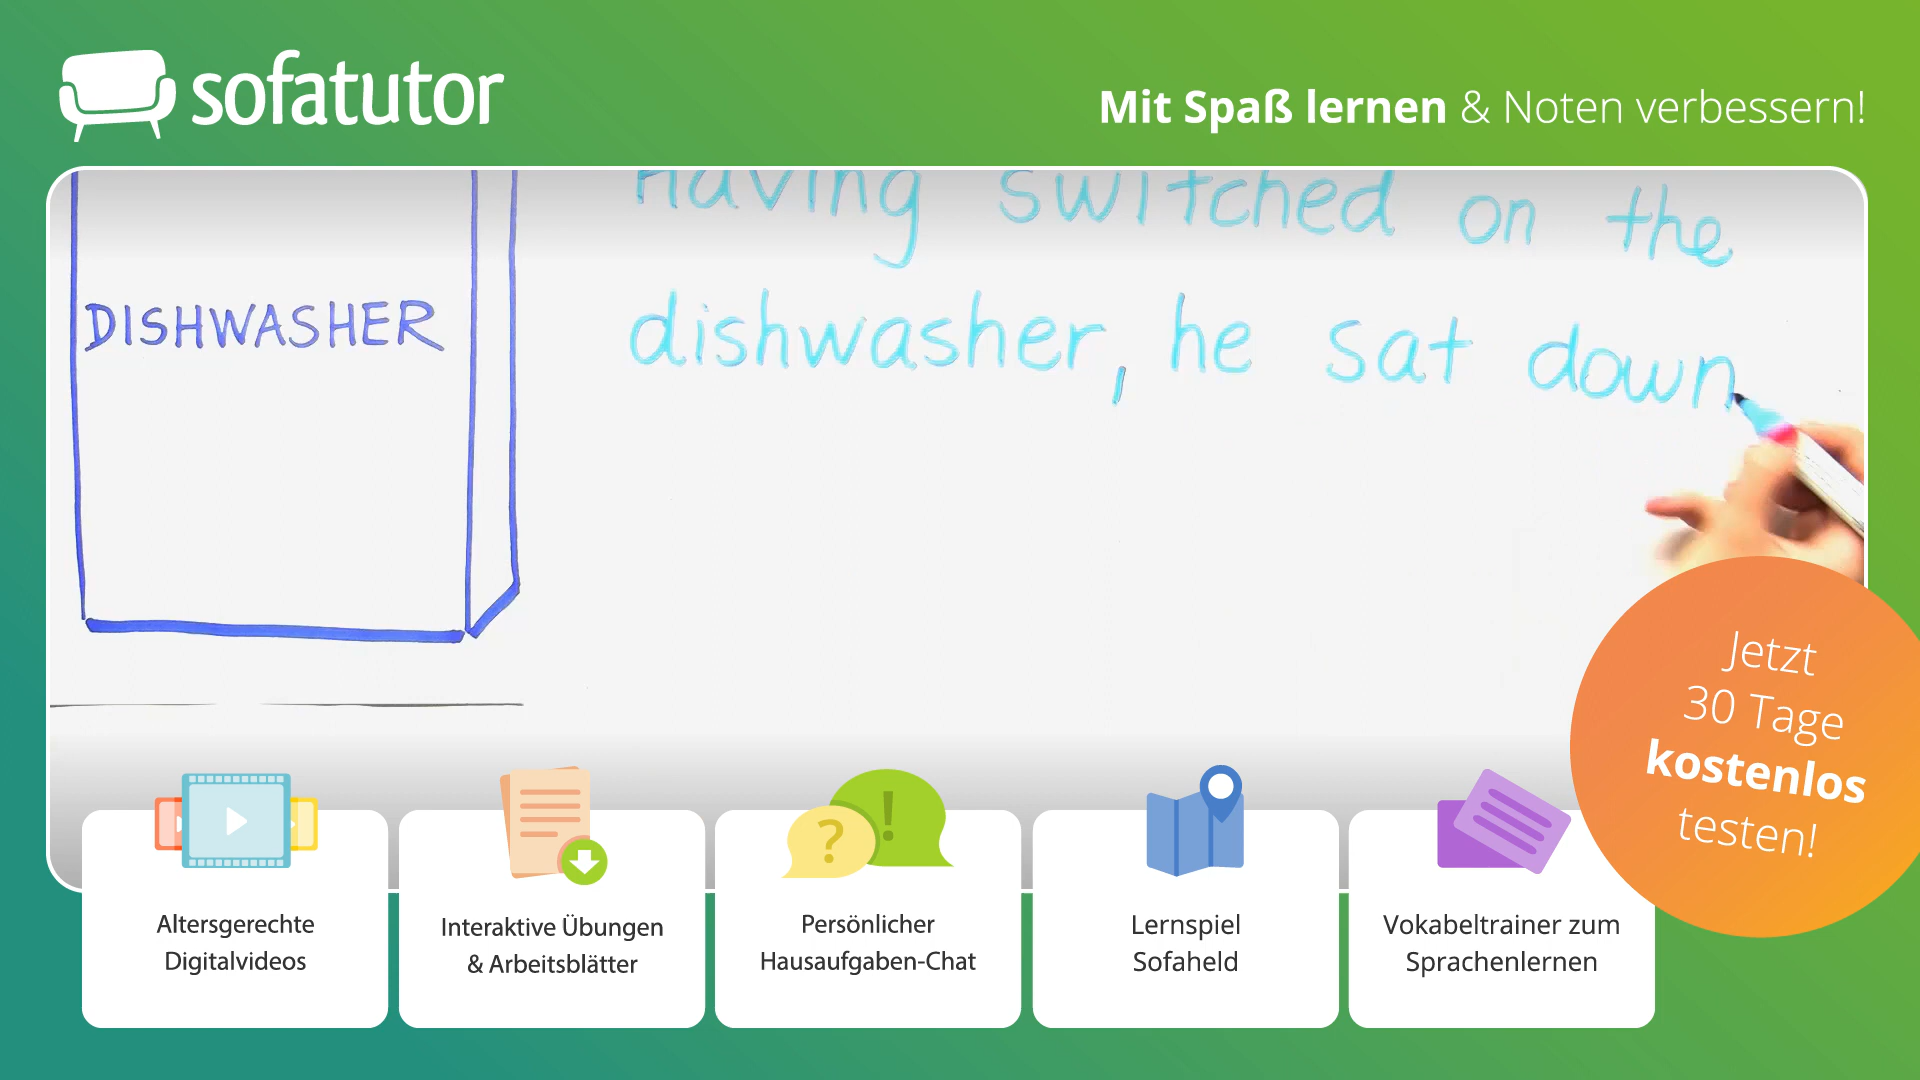 sofatutor
Mit Spaß lernen & Noten verbessern!
Having switched on the
dishwasher, he sat down
DISHWASHER
Jetzt
30 Tage
kostenlos
testen!
Altersgerechte
Digitalvideos
Interaktive Übungen
& Arbeitsblätter
Persönlicher
Hausaufgaben-Chat
Lernspiel
Sofaheld
Vokabeltrainer zum
Sprachenlernen